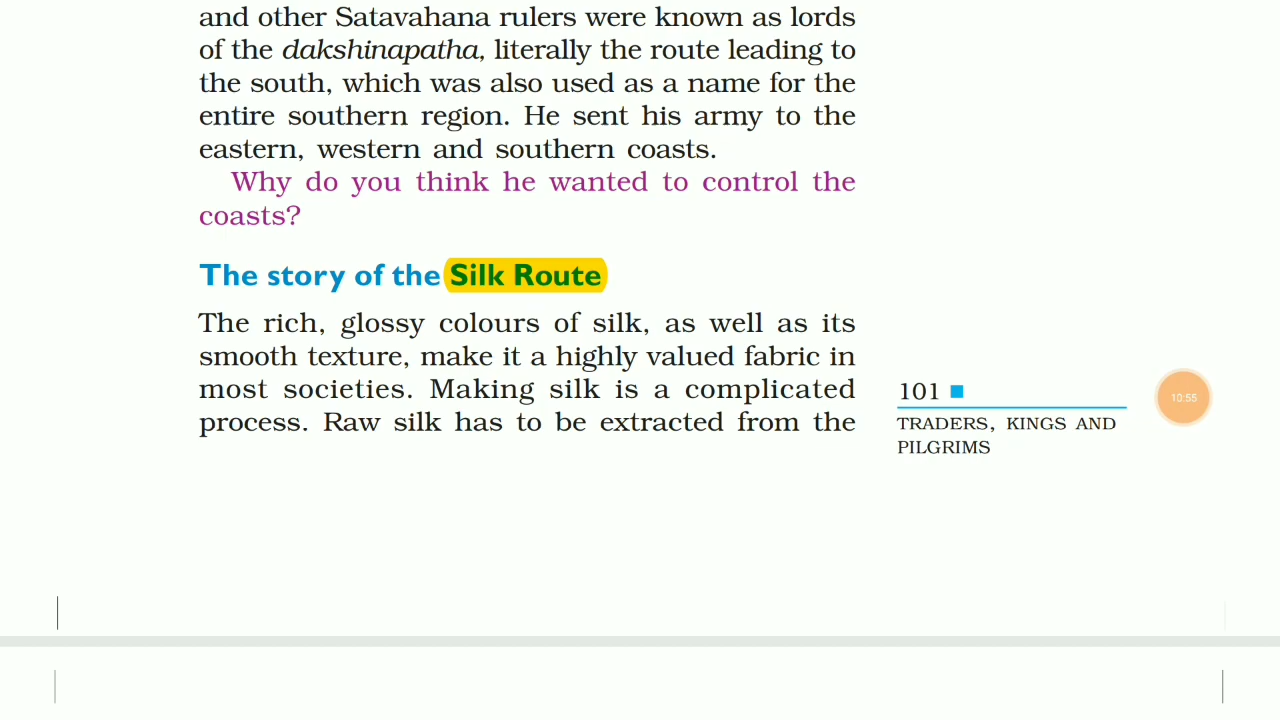 and other Satavahana rulers were known as lords
of the dakshinapatha, literally the route leading to
the south, which was also used as a name for the
entire southern region. He sent his army to the
eastern, western and southern coasts.
Why do you think he wanted to control the
coasts?
The story of the Silk Route
The rich, glossy colours of silk, as well as its
smooth texture, make it a highly valued fabric in
most societies. Making silk is a complicated
process. Raw silk has to be extracted from the
101
TRADERS, KINGS AND
PILGRIMS
10:55